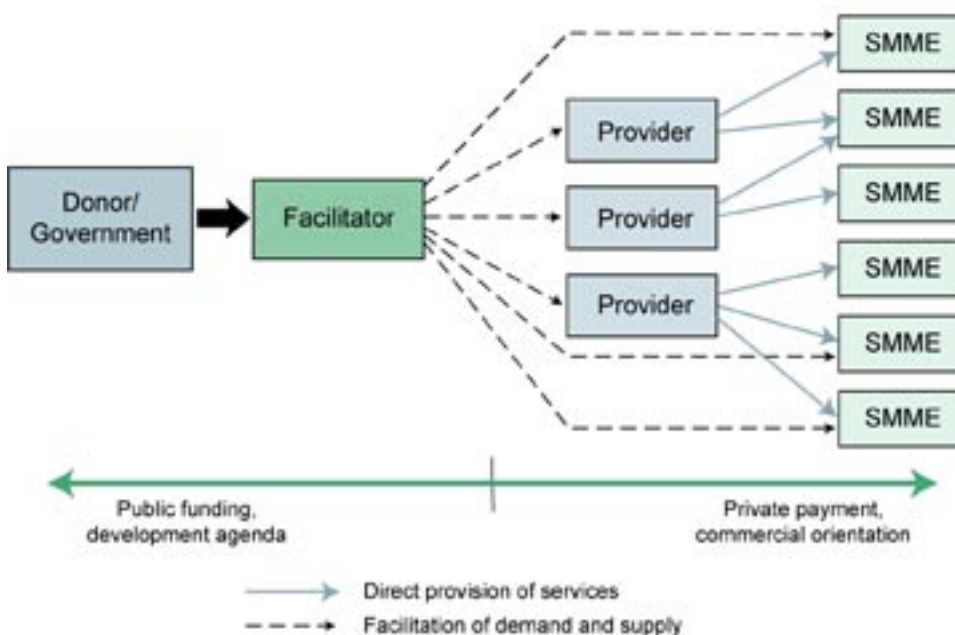 SMME
Provider
SMME
Donor/
Government
Facilitator
Provider
SMME
Provider
SMME
SMME
SMME
Public funding,
development agenda
Private payment,
commercial orientation
Direct provision of services
Facilitation of demand and supply